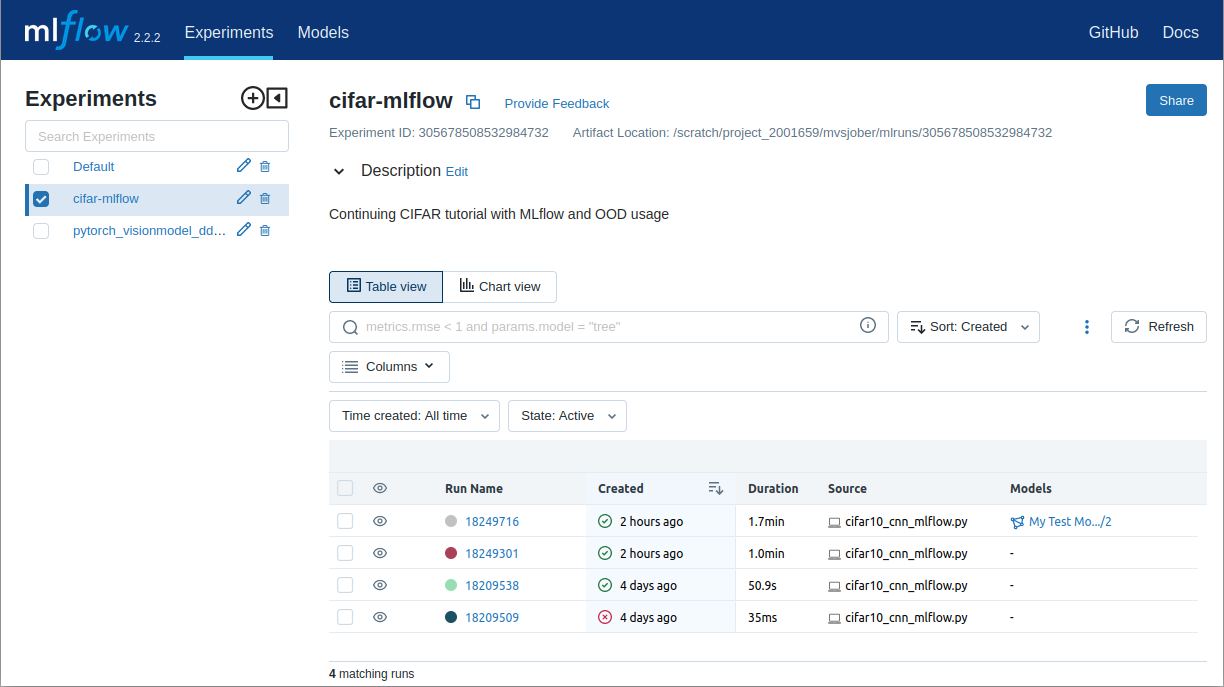 mlflow 2.2.2 Experiments Models GitHub Docs
Experiments
Search Experiments
Default
cifar-mlflow
pytorch_visionmodel_dd...
cifar-mlflow Provide Feedback Share
Experiment ID: 305678508532984732 Artifact Location: /scratch/project_2001659/mvsjober/mlruns/305678508532984732
Description Edit
Continuing CIFAR tutorial with MLflow and OOD usage
Table view Chart view
metrics.rmse < 1 and params.model = "tree" Sort: Created Refresh
Columns
Time created: All time State: Active
Run Name Created Duration Source Models
18249716 2 hours ago 1.7min cifar10_cnn_mlflow.py My Test Mo.../2
18249301 2 hours ago 1.0min cifar10_cnn_mlflow.py -
18209538 4 days ago 50.9s cifar10_cnn_mlflow.py -
18209509 4 days ago 35ms cifar10_cnn_mlflow.py -
4 matching runs